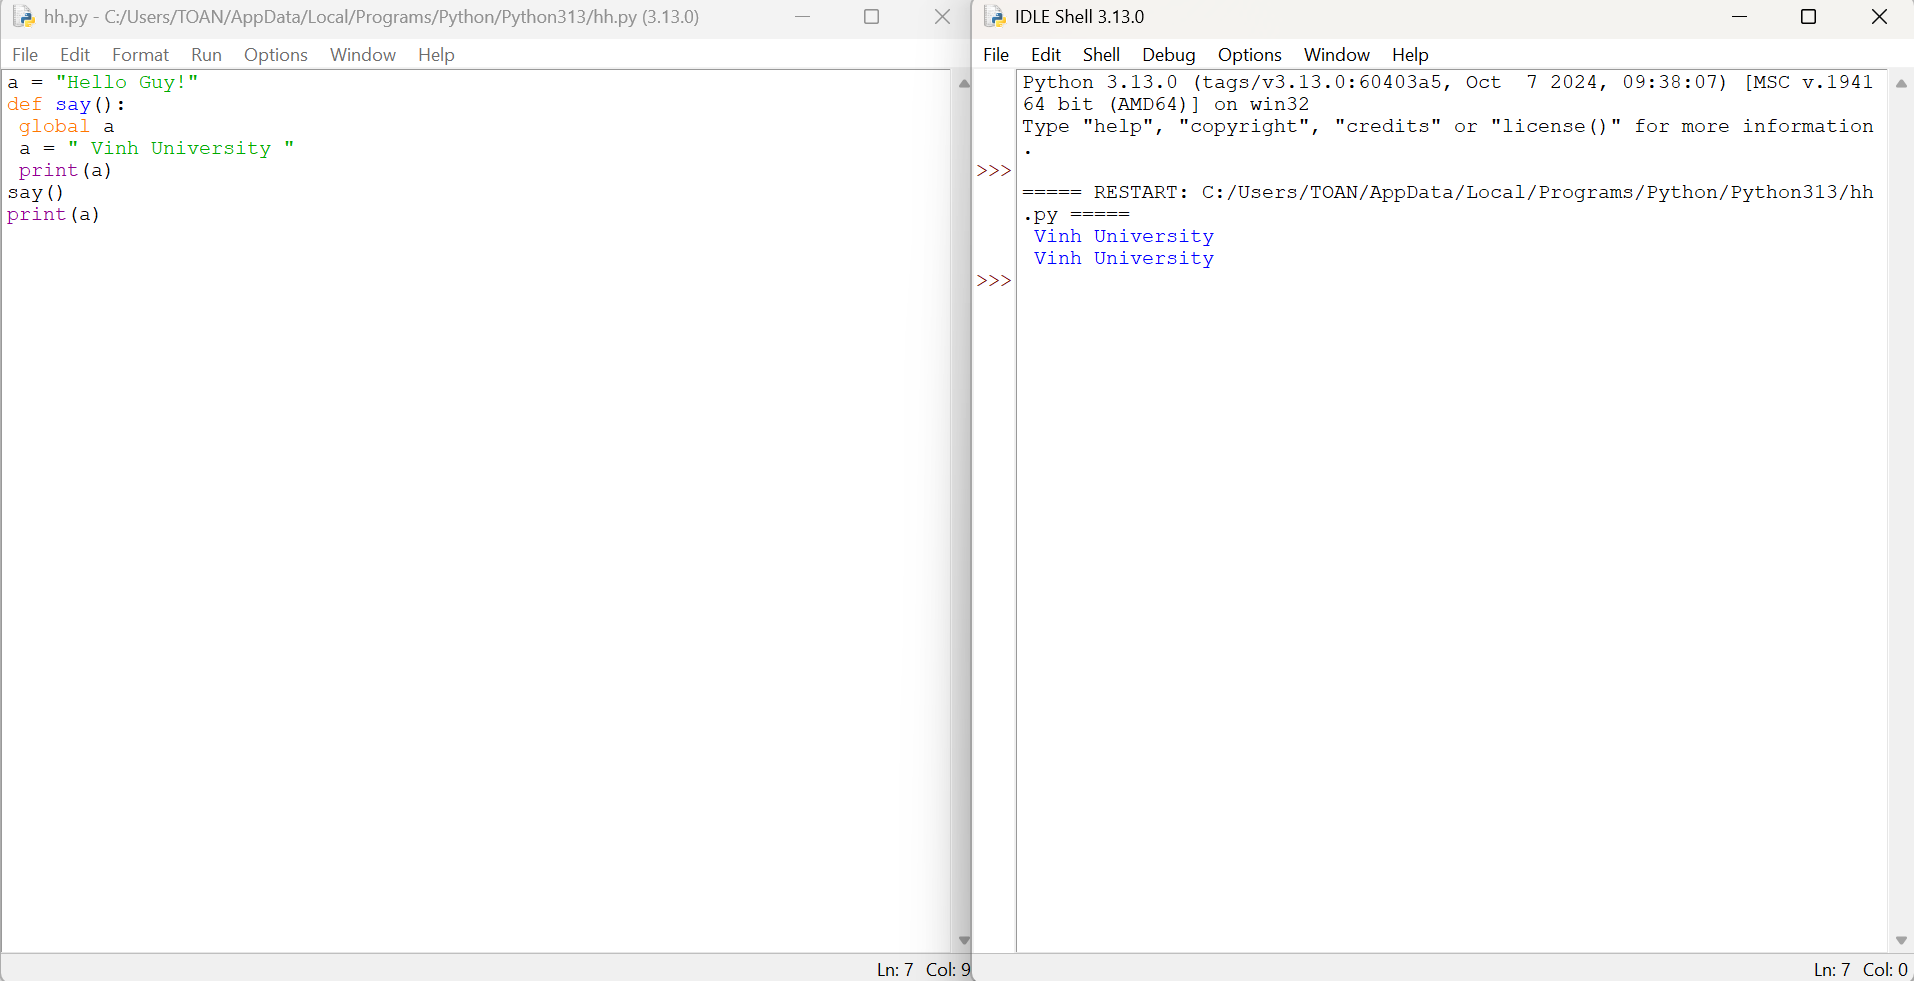 hh.py - C:/Users/TOAN/AppData/Local/Programs/Python/Python313/hh.py (3.13.0)
File Edit Format Run Options Window Help
a = "Hello Guy!"
def say():
 global a
 a = " Vinh University "
 print(a)
say()
print(a)
Ln: 7 Col: 9
IDLE Shell 3.13.0
File Edit Shell Debug Options Window Help
Python 3.13.0 (tags/v3.13.0:60403a5, Oct  7 2024, 09:38:07) [MSC v.1941
64 bit (AMD64)] on win32
Type "help", "copyright", "credits" or "license()" for more information
.
>>>
===== RESTART: C:/Users/TOAN/AppData/Local/Programs/Python/Python313/hh
.py =====
 Vinh University
 Vinh University
>>>
Ln: 7 Col: 0